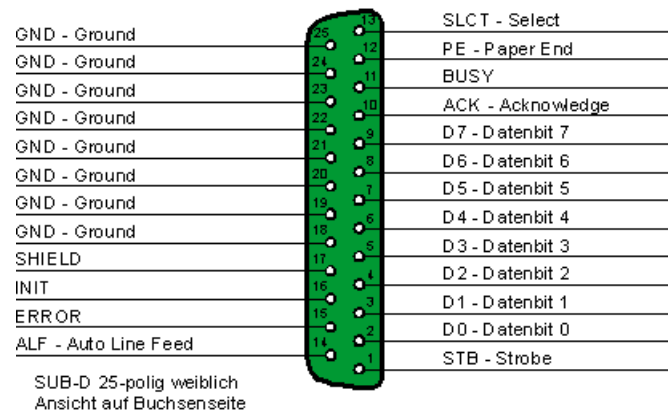 GND - Ground
GND - Ground
GND - Ground
GND - Ground
GND - Ground
GND - Ground
GND - Ground
GND - Ground
SHIELD
INIT
ERROR
ALF - Auto Line Feed
25
24
23
22
21
20
19
18
17
16
15
14
13
12
11
10
9
8
7
6
5
4
3
2
1
SLCT - Select
PE - Paper End
BUSY
ACK - Acknowledge
D7 - Datenbit 7
D6 - Datenbit 6
D5 - Datenbit 5
D4 - Datenbit 4
D3 - Datenbit 3
D2 - Datenbit 2
D1 - Datenbit 1
D0 - Datenbit 0
STB - Strobe
SUB-D 25-polig weiblich
Ansicht auf Buchsenseite